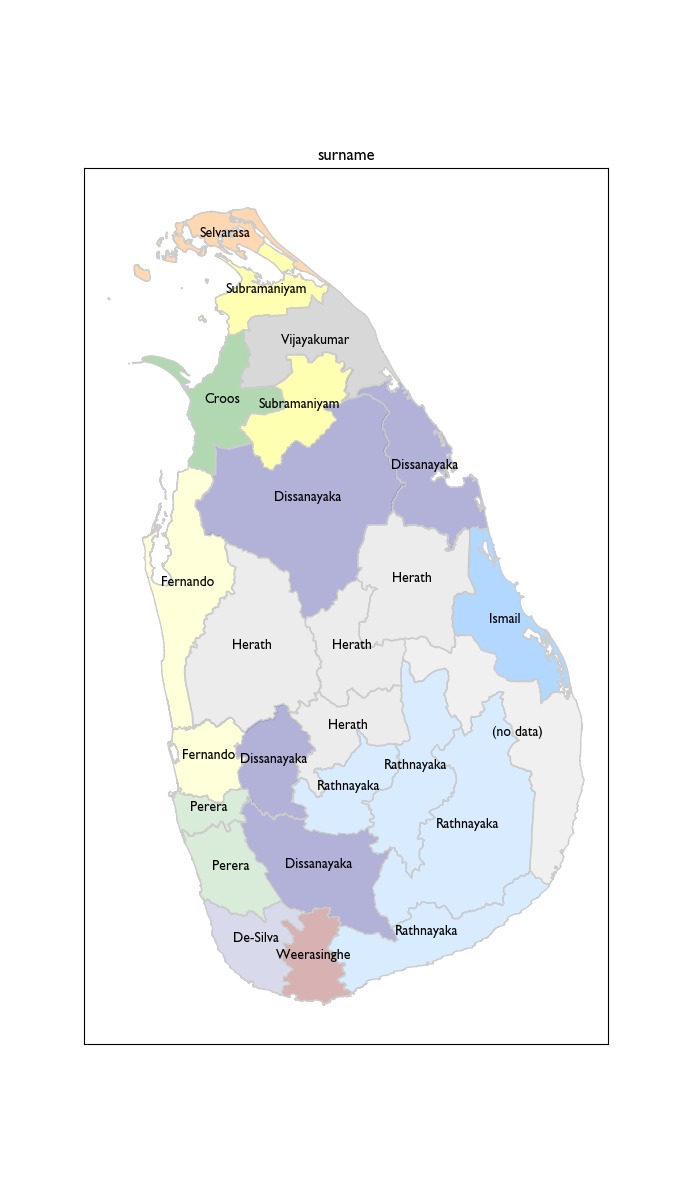 surname
Selvarasa
Subramaniyam
Vijayakumar
Croos
Subramaniyam
Dissanayaka
Dissanayaka
Herath
Fernando
Ismail
Herath
Herath
Herath
(no data)
Fernando
Dissanayaka
Rathnayaka
Rathnayaka
Perera
Rathnayaka
Perera
Dissanayaka
Rathnayaka
De-Silva
Weerasinghe